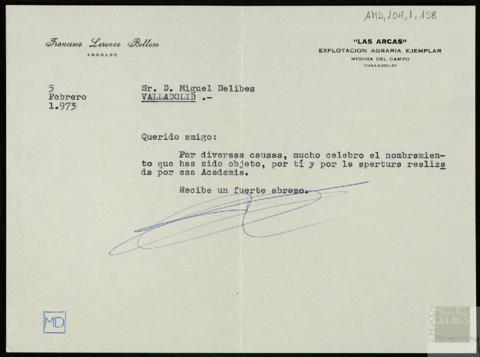 AMD,104,1,158
Francisco Lorenzo Belloso
ABOGADO
"LAS ARCAS"
EXPLOTACION AGRARIA EJEMPLAR
MEDINA DEL CAMPO
(VALLADOLID)
5
Febrero
1.973
Sr. D. Miguel Delibes
VALLADOLID .-
Querido amigo:
Por diversas causas, mucho celebro el nombramien-
to que has sido objeto, por tí y por la apertura realiza
da por esa Academia.
Recibe un fuerte abrazo.
MD